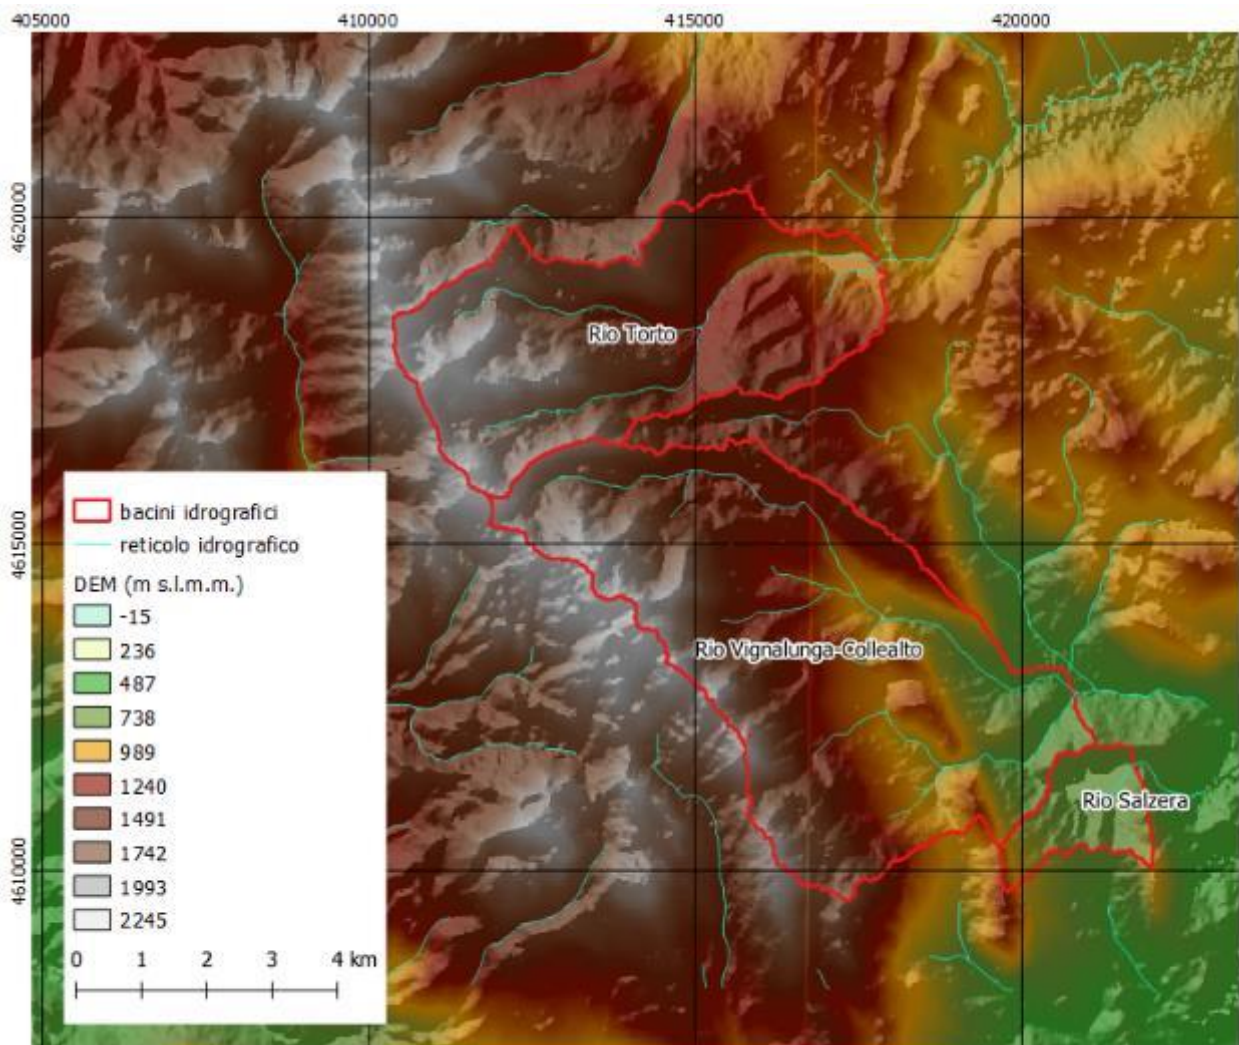 405000 410000 415000 420000
4620000
4615000
4610000
Rio Torto
Rio Vignalunga-Collealto
Rio Salzera
bacini idrografici
reticolo idrografico
DEM (m s.l.m.m.)
-15
236
487
738
989
1240
1491
1742
1993
2245
0 1 2 3 4 km